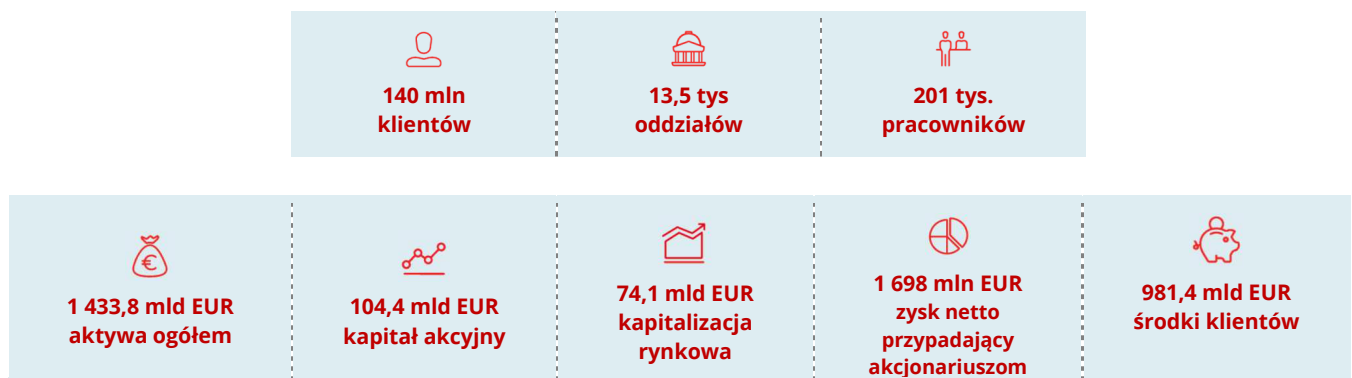 140 mln
klientów
13,5 tys
oddziałów
201 tys.
pracowników
1 433,8 mld EUR
aktywa ogółem
104,4 mld EUR
kapitał akcyjny
74,1 mld EUR
kapitalizacja
rynkowa
1 698 mln EUR
zysk netto
przypadający
akcjonariuszom
981,4 mld EUR
środki klientów